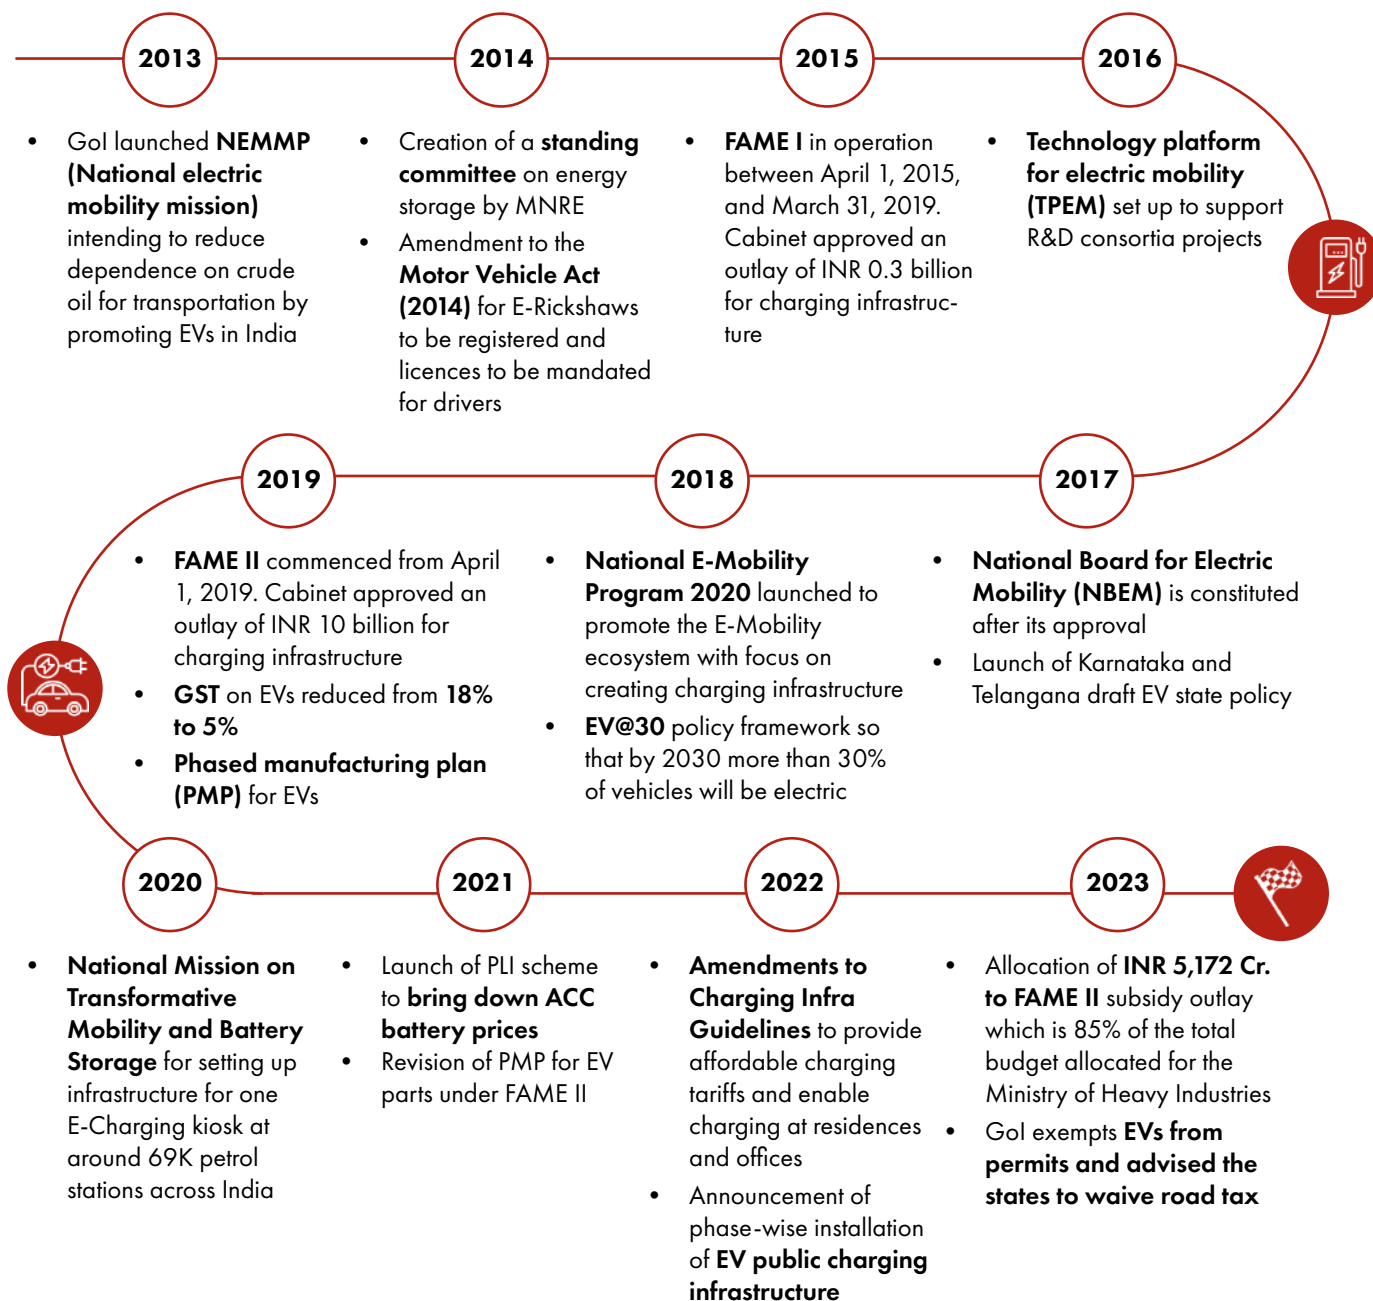 2013
• GoI launched NEMMP
(National electric
mobility mission)
intending to reduce
dependence on crude
oil for transportation by
promoting EVs in India
2014
• Creation of a standing
committee on energy
storage by MNRE
• Amendment to the
Motor Vehicle Act
(2014) for E-Rickshaws
to be registered and
licences to be mandated
for drivers
2015
• FAME I in operation
between April 1, 2015,
and March 31, 2019.
Cabinet approved an
outlay of INR 0.3 billion
for charging infrastruc-
ture
2016
• Technology platform
for electric mobility
(TPEM) set up to support
R&D consortia projects
2017
• National Board for Electric
Mobility (NBEM) is constituted
after its approval
• Launch of Karnataka and
Telangana draft EV state policy
2018
• National E-Mobility
Program 2020 launched to
promote the E-Mobility
ecosystem with focus on
creating charging infrastructure
• EV@30 policy framework so
that by 2030 more than 30%
of vehicles will be electric
2019
• FAME II commenced from April
1, 2019. Cabinet approved an
outlay of INR 10 billion for
charging infrastructure
• GST on EVs reduced from 18%
to 5%
• Phased manufacturing plan
(PMP) for EVs
2020
• National Mission on
Transformative
Mobility and Battery
Storage for setting up
infrastructure for one
E-Charging kiosk at
around 69K petrol
stations across India
2021
• Launch of PLI scheme
to bring down ACC
battery prices
• Revision of PMP for EV
parts under FAME II
2022
• Amendments to
Charging Infra
Guidelines to provide
affordable charging
tariffs and enable
charging at residences
and offices
• Announcement of
phase-wise installation
of EV public charging
infrastructure
2023
• Allocation of INR 5,172 Cr.
to FAME II subsidy outlay
which is 85% of the total
budget allocated for the
Ministry of Heavy Industries
• GoI exempts EVs from
permits and advised the
states to waive road tax